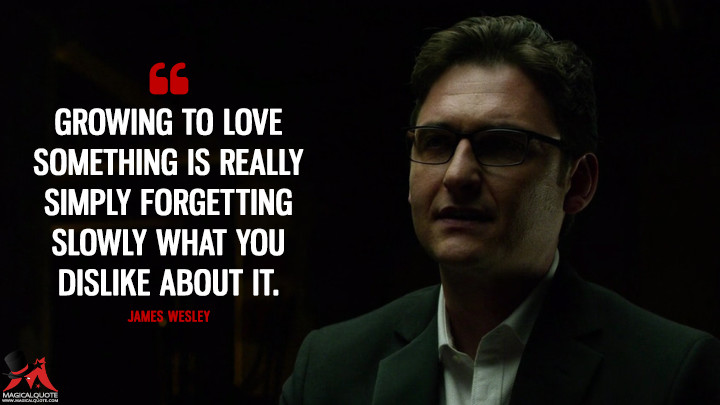 GROWING TO LOVE
SOMETHING IS REALLY
SIMPLY FORGETTING
SLOWLY WHAT YOU
DISLIKE ABOUT IT.
JAMES WESLEY
MAGICALQUOTE
WWW.MAGICALQUOTE.COM